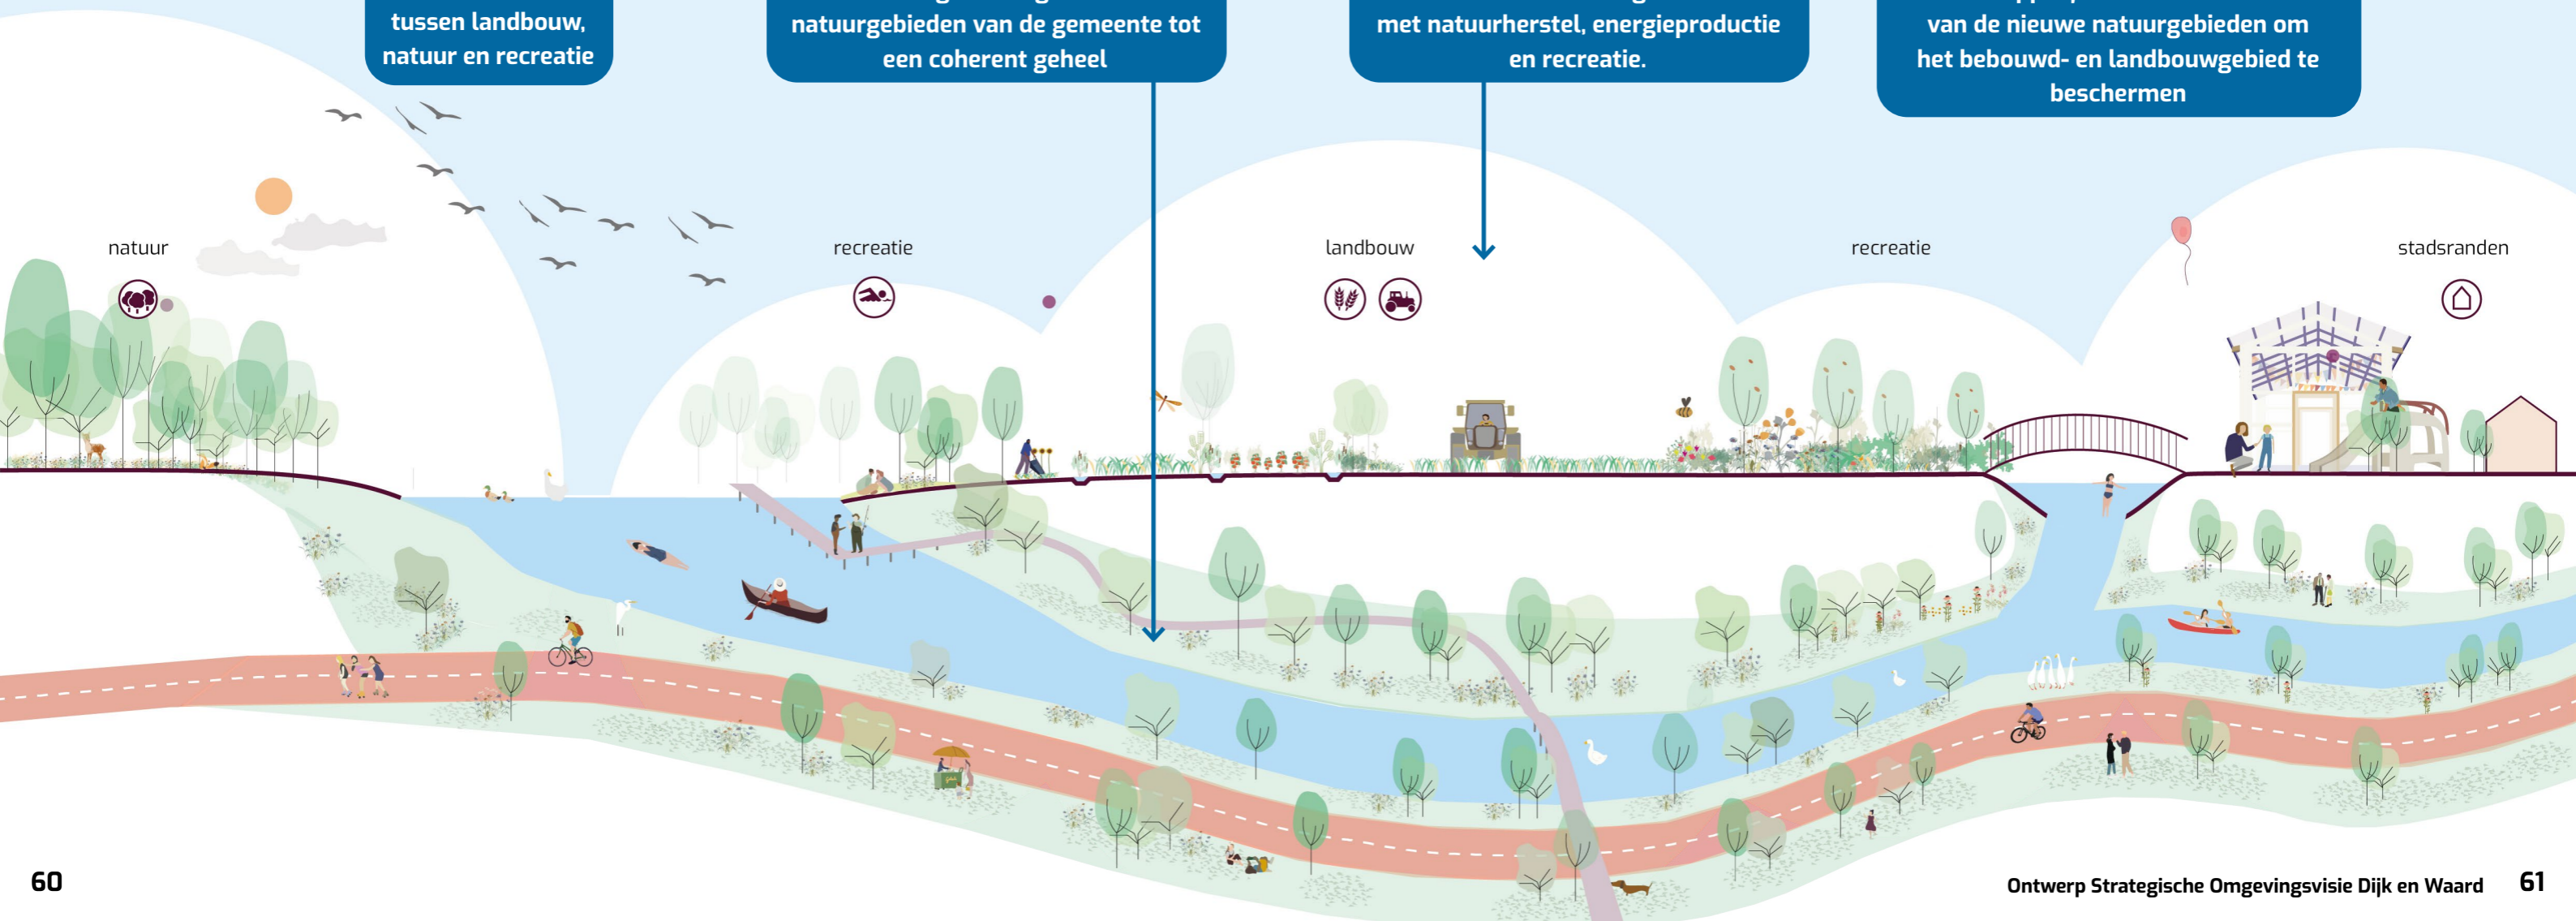 tussen landbouw,
natuur en recreatie
natuurgebieden van de gemeente tot
een coherent geheel
met natuurherstel, energieproductie
en recreatie.
van de nieuwe natuurgebieden om
het bebouwd- en landbouwgebied te
beschermen
natuur
recreatie
landbouw
recreatie
stadsranden
60
Ontwerp Strategische Omgevingsvisie Dijk en Waard 61